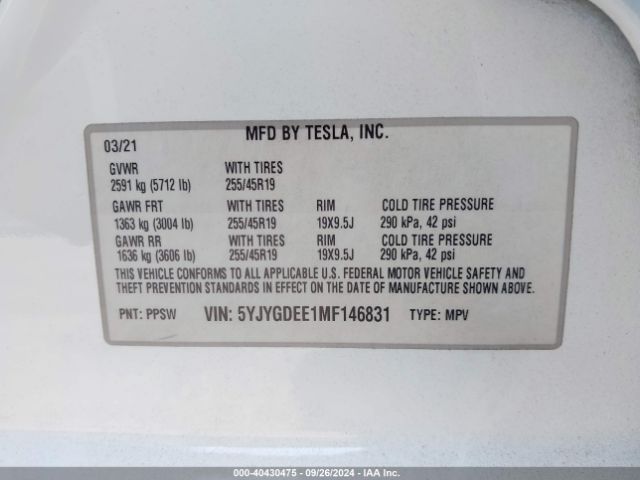 MFD BY TESLA, INC.
03/21
GVWR WITH TIRES
2591 kg (5712 lb) 255/45R19
GAWR FRT WITH TIRES RIM COLD TIRE PRESSURE
1363 kg (3004 lb) 255/45R19 19X9.5J 290 kPa, 42 psi
GAWR RR WITH TIRES RIM COLD TIRE PRESSURE
1636 kg (3606 lb) 255/45R19 19X9.5J 290 kPa, 42 psi
THIS VEHICLE CONFORMS TO ALL APPLICABLE U.S. FEDERAL MOTOR VEHICLE SAFETY AND
THEFT PREVENTION STANDARDS IN EFFECT ON THE DATE OF MANUFACTURE SHOWN ABOVE.
PNT: PPSW VIN: 5YJYGDEE1MF146831 TYPE: MPV
000-40430475 - 09/26/2024 - IAA Inc.